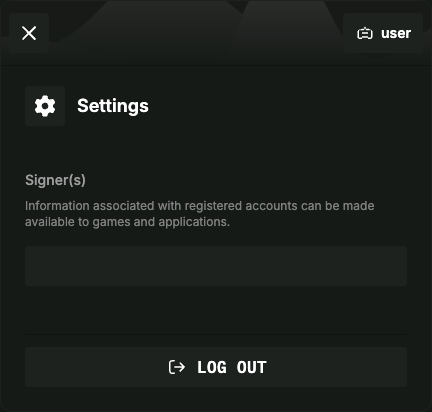 user
Settings
Signer(s)
Information associated with registered accounts can be made
available to games and applications.
LOG OUT